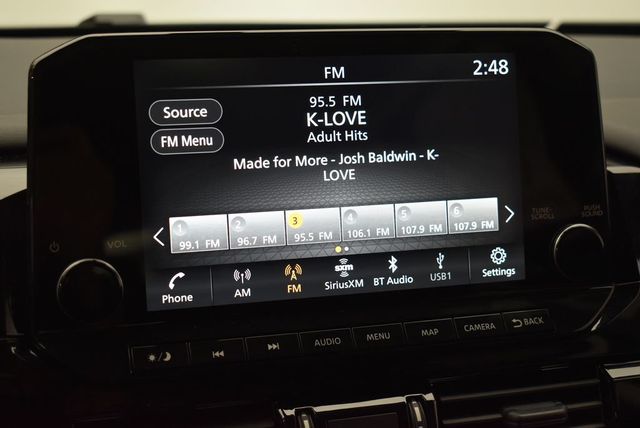 FM
2:48
Source
FM Menu
95.5 FM
K-LOVE
Adult Hits
Made for More - Josh Baldwin - K-
LOVE
1 2 3 4 5 6
99.1 FM 96.7 FM 95.5 FM 106.1 FM 107.9 FM 107.9 FM
Phone AM FM SiriusXM BT Audio USB1 Settings
sxm
VOL
TUNE-
SCROLL
PUSH
SOUND
AUDIO MENU MAP CAMERA BACK